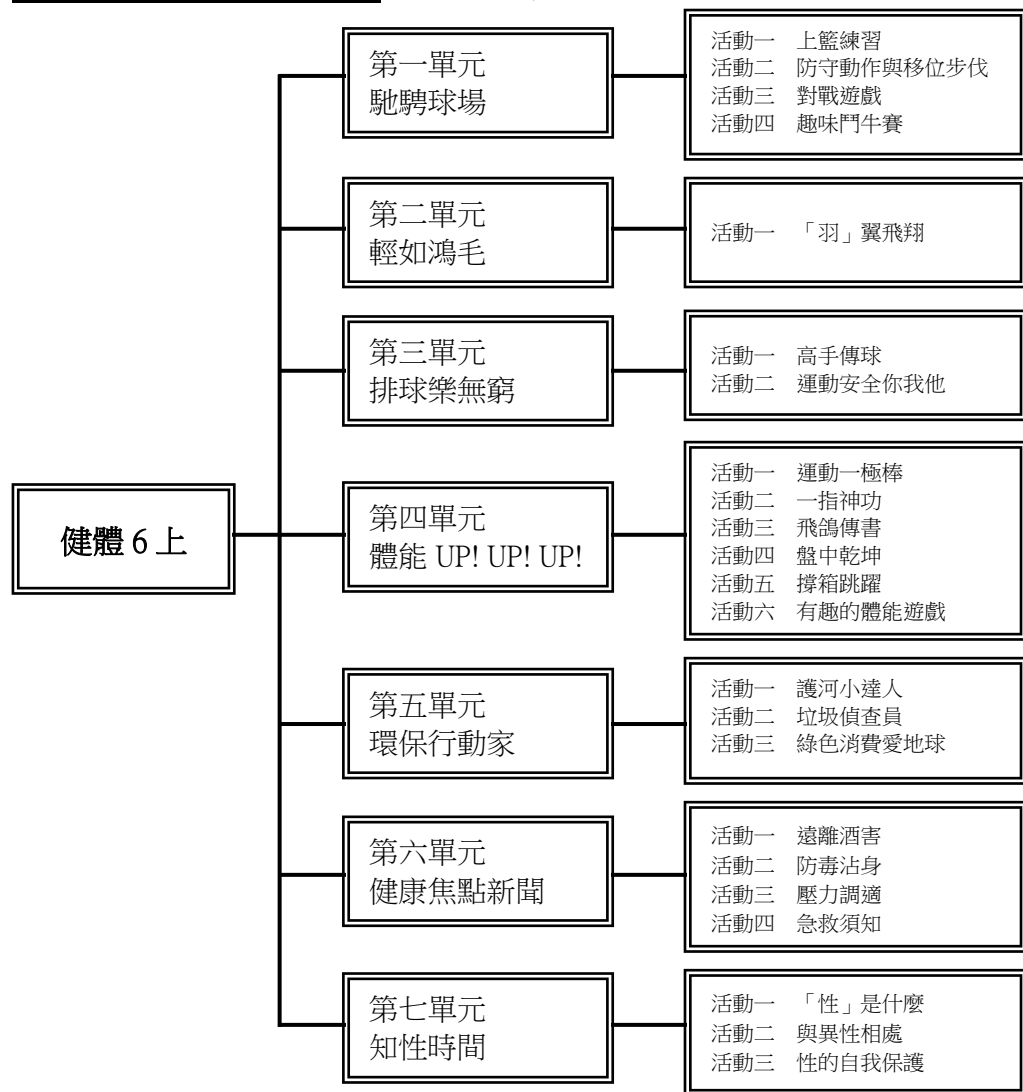 健體 6 上
第一單元
馳騁球場
活動一 上籃練習
活動二 防守動作與移位步伐
活動三 對戰遊戲
活動四 趣味鬥牛賽
第二單元
輕如鴻毛
活動一 「羽」翼飛翔
第三單元
排球樂無窮
活動一 高手傳球
活動二 運動安全你我他
第四單元
體能 UP! UP! UP!
活動一 運動一極棒
活動二 一指神功
活動三 飛鴿傳書
活動四 盤中乾坤
活動五 撐箱跳躍
活動六 有趣的體能遊戲
第五單元
環保行動家
活動一 護河小達人
活動二 垃圾偵查員
活動三 綠色消費愛地球
第六單元
健康焦點新聞
活動一 遠離酒害
活動二 防毒沾身
活動三 壓力調適
活動四 急救須知
第七單元
知性時間
活動一 「性」是什麼
活動二 與異性相處
活動三 性的自我保護